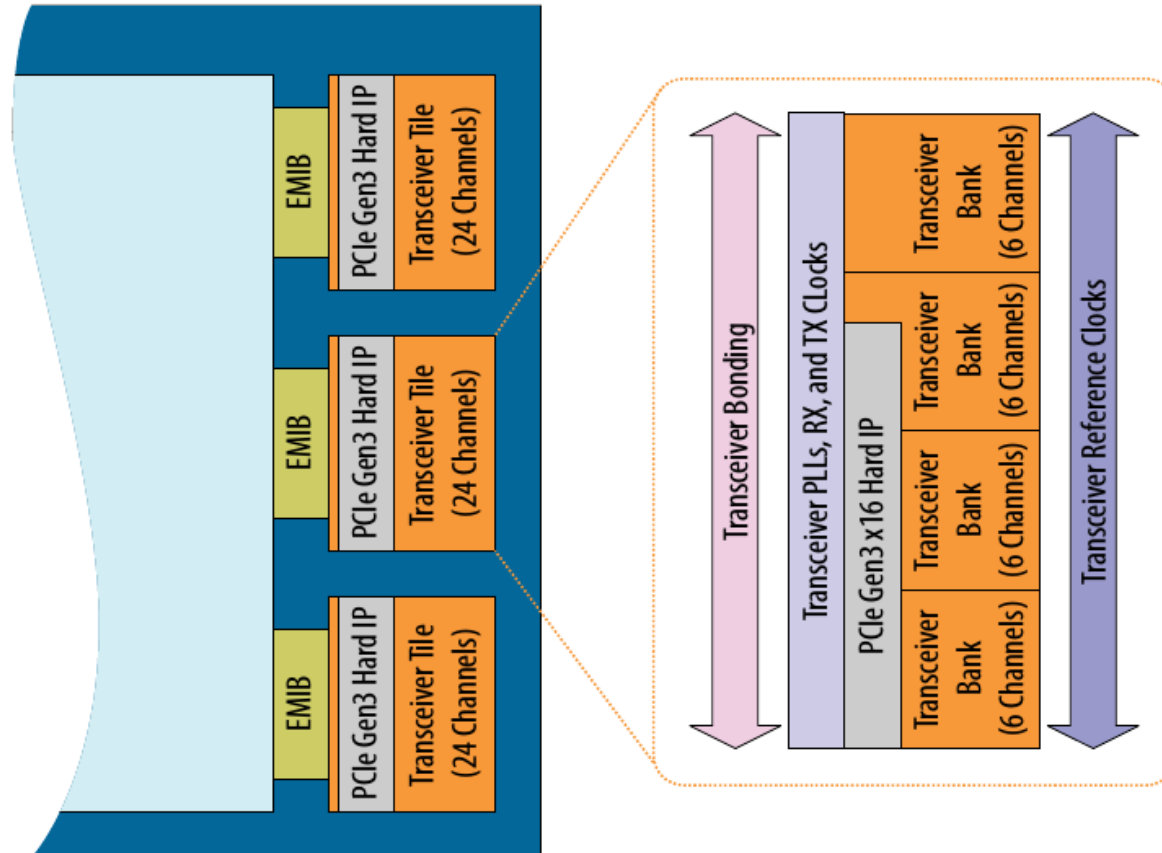 EMIB
PCIe Gen3 Hard IP
Transceiver Tile
(24 Channels)
EMIB
PCIe Gen3 Hard IP
Transceiver Tile
(24 Channels)
EMIB
PCIe Gen3 Hard IP
Transceiver Tile
(24 Channels)
Transceiver Bonding
Transceiver PLLs, RX, and TX CLocks
PCIe Gen3 x16 Hard IP
Transceiver
Bank
(6 Channels)
Transceiver
Bank
(6 Channels)
Transceiver
Bank
(6 Channels)
Transceiver
Bank
(6 Channels)
Transceiver Reference Clocks